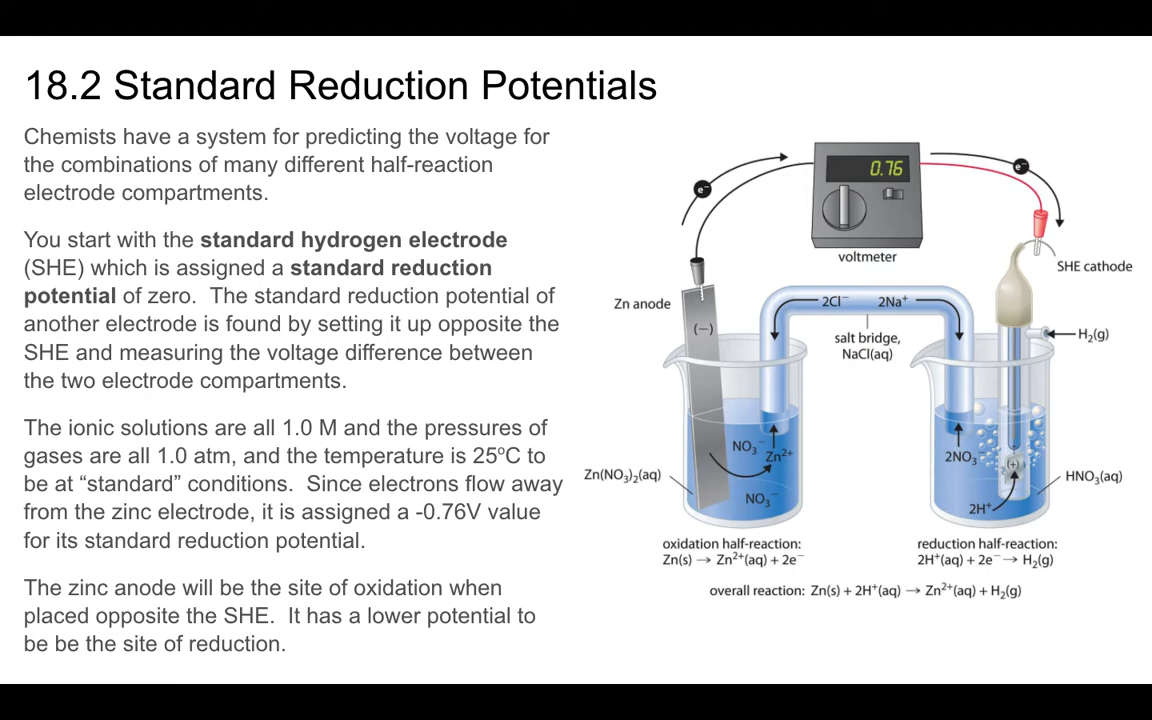 18.2 Standard Reduction Potentials
Chemists have a system for predicting the voltage for
the combinations of many different half-reaction
electrode compartments.
You start with the standard hydrogen electrode
(SHE) which is assigned a standard reduction
potential of zero.  The standard reduction potential of
another electrode is found by setting it up opposite the
SHE and measuring the voltage difference between
the two electrode compartments.
The ionic solutions are all 1.0 M and the pressures of
gases are all 1.0 atm, and the temperature is 25ºC to
be at “standard” conditions.  Since electrons flow away
from the zinc electrode, it is assigned a -0.76V value
for its standard reduction potential.
The zinc anode will be the site of oxidation when
placed opposite the SHE.  It has a lower potential to
be be the site of reduction.
0.76
e⁻
e⁻
voltmeter
SHE cathode
Zn anode
2Cl⁻
2Na⁺
(−)
salt bridge,
NaCl(aq)
H₂(g)
NO₃⁻
Zn²⁺
2NO₃⁻
(+)
Zn(NO₃)₂(aq)
HNO₃(aq)
NO₃⁻
2H⁺
oxidation half-reaction:
Zn(s) → Zn²⁺(aq) + 2e⁻
reduction half-reaction:
2H⁺(aq) + 2e⁻ → H₂(g)
overall reaction: Zn(s) + 2H⁺(aq) → Zn²⁺(aq) + H₂(g)